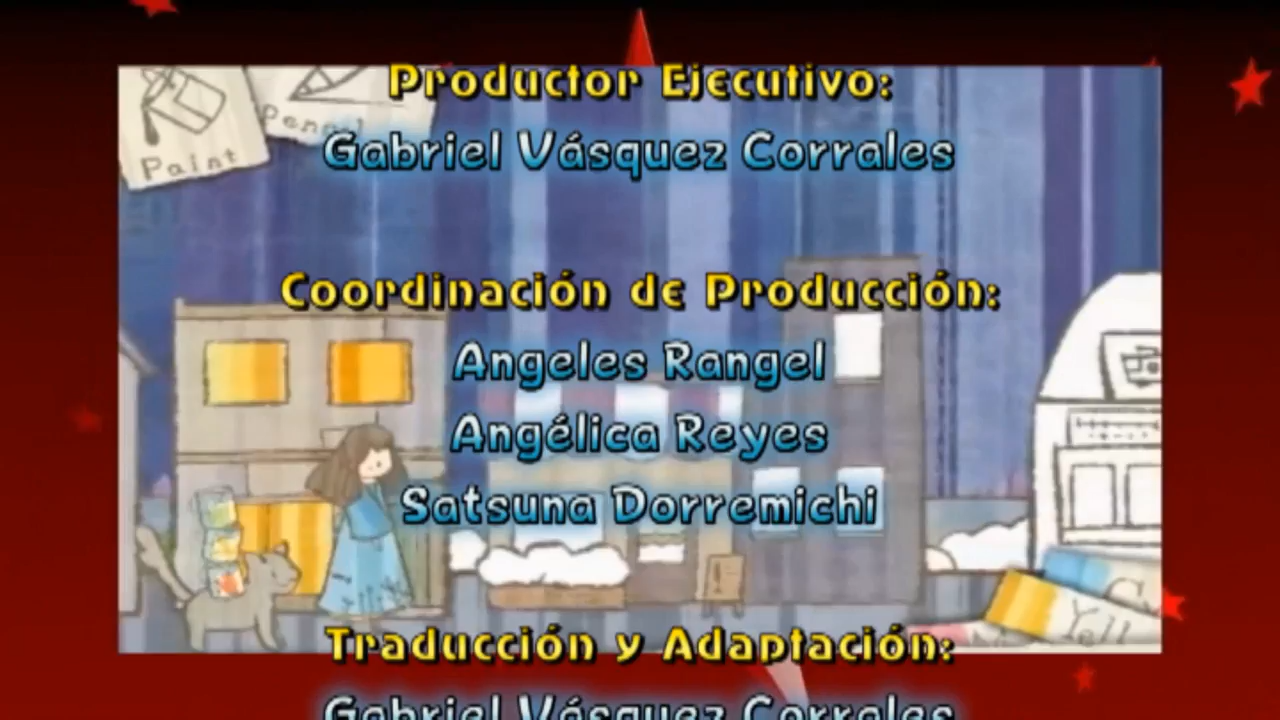 Paint
Pencil
Productor Ejecutivo:
Gabriel Vásquez Corrales
Coordinación de Producción:
Angeles Rangel
Angélica Reyes
Satsuna Dorremichi
Traducción y Adaptación:
Gabriel Vásquez Corrales